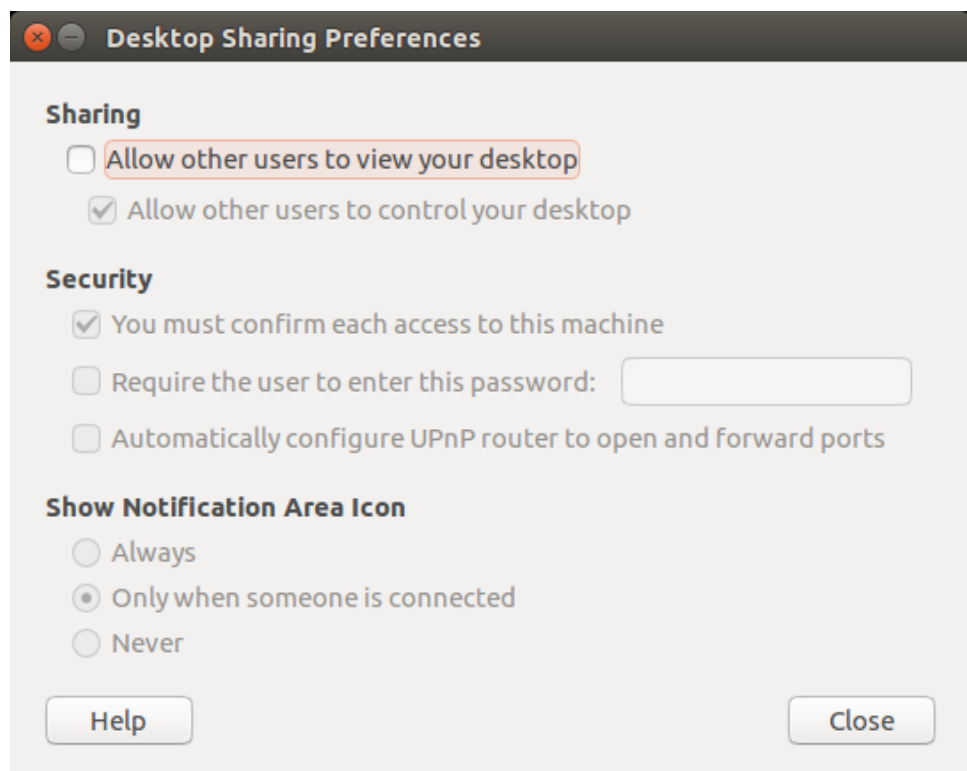 Desktop Sharing Preferences
Sharing
Allow other users to view your desktop
Allow other users to control your desktop
Security
You must confirm each access to this machine
Require the user to enter this password:
Automatically configure UPnP router to open and forward ports
Show Notification Area Icon
Always
Only when someone is connected
Never
Help Close